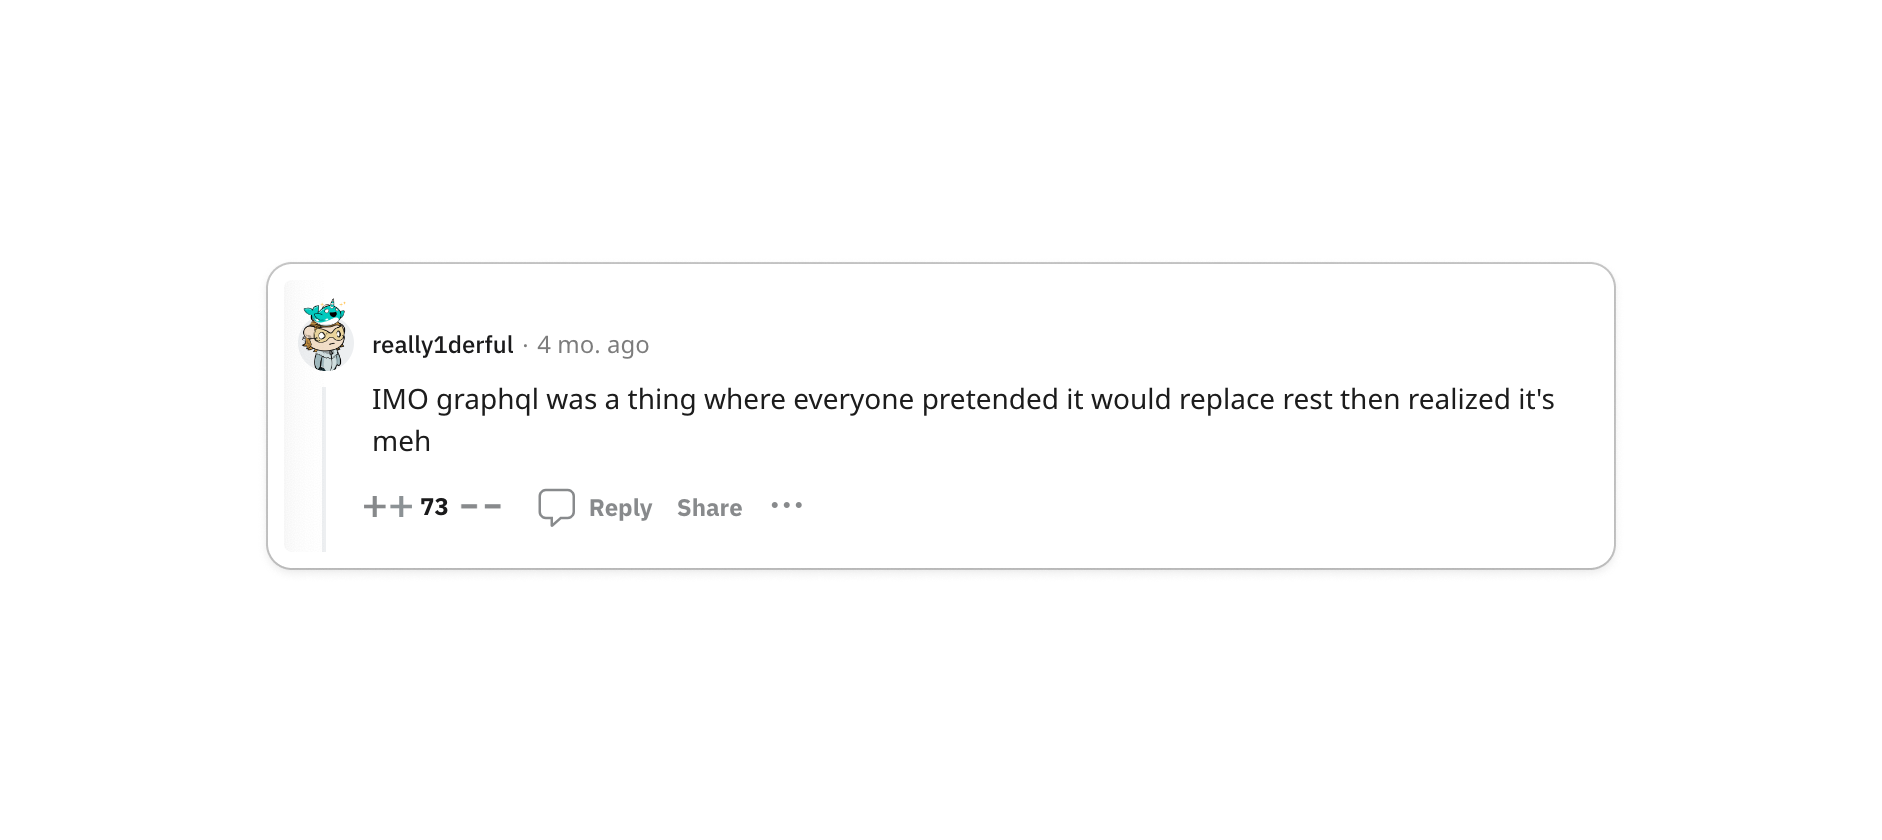 really1derful · 4 mo. ago
IMO graphql was a thing where everyone pretended it would replace rest then realized it's
meh
++ 73 −− Reply Share ···